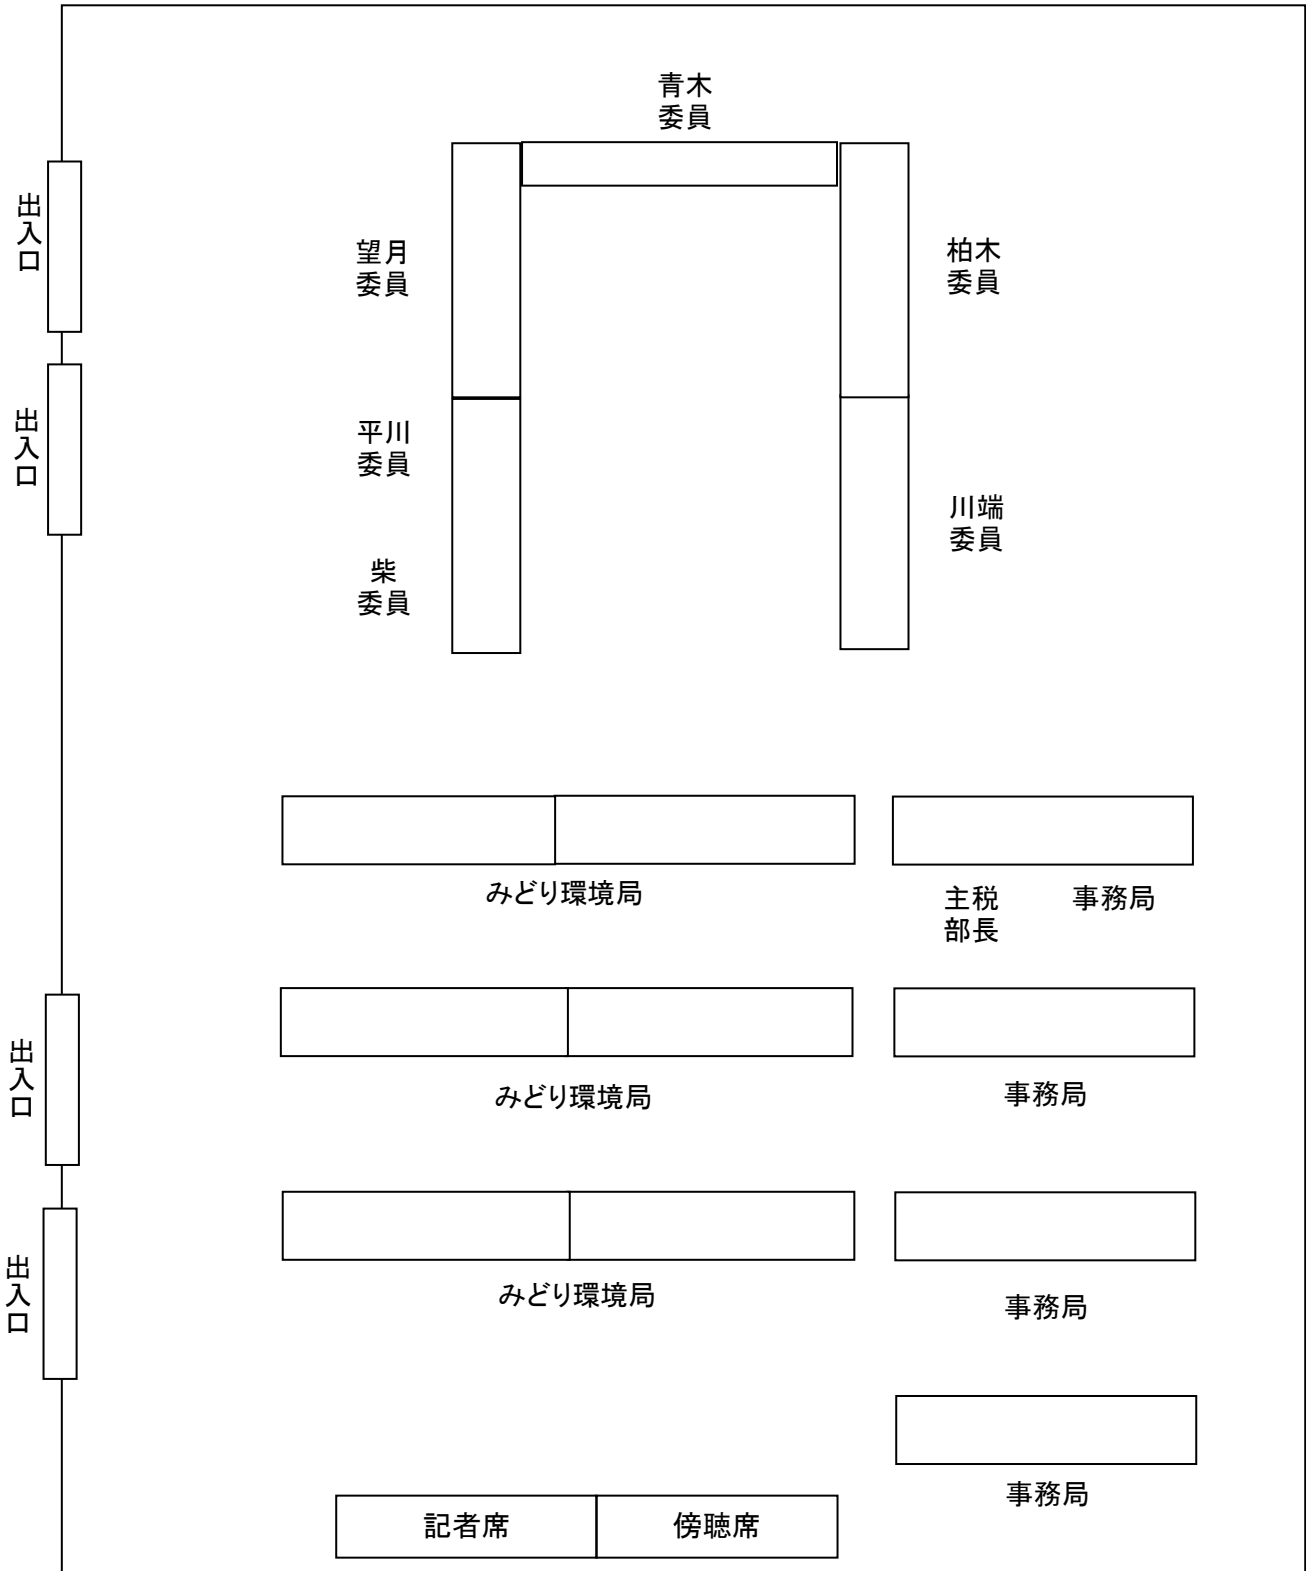 青木
委員
出入口
望月
委員
柏木
委員
出入口
平川
委員
川端
委員
柴
委員
みどり環境局
主税
部長
事務局
出入口
みどり環境局
事務局
出入口
みどり環境局
事務局
事務局
記者席
傍聴席